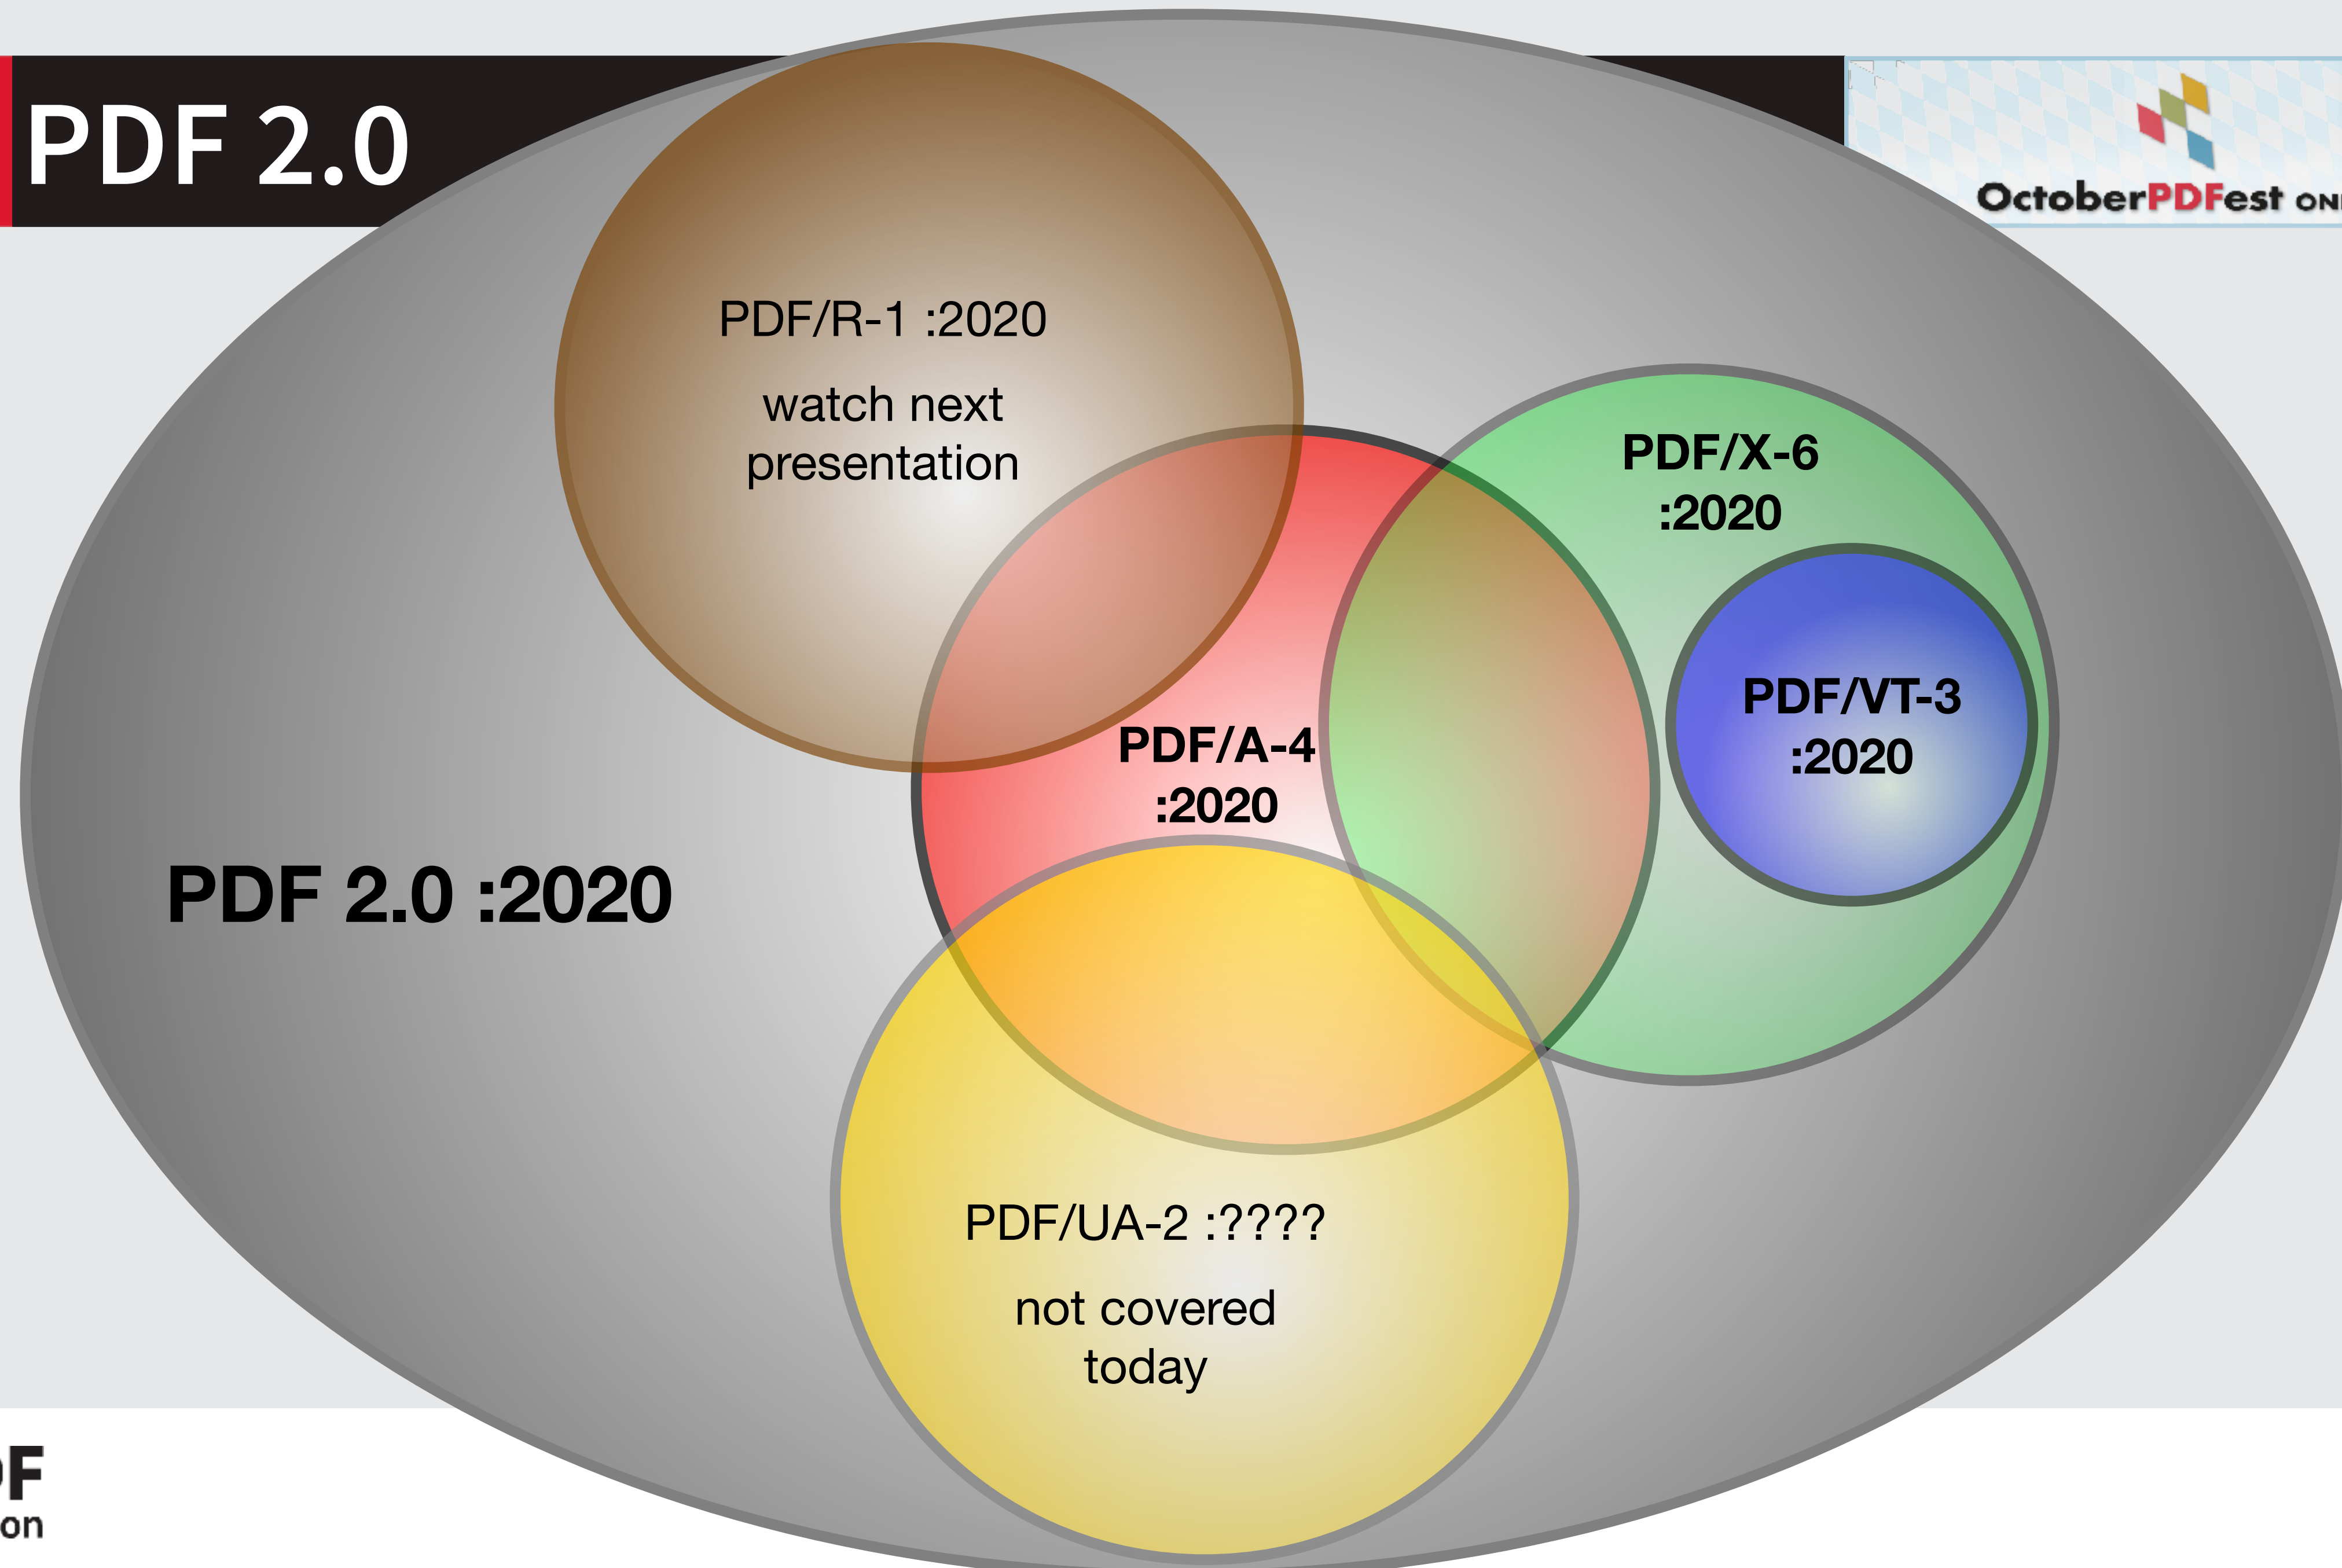 PDF 2.0
OctoberPDFest
PDF/R-1 :2020
watch next
presentation
PDF/X-6
:2020
PDF/VT-3
:2020
PDF/A-4
:2020
PDF 2.0 :2020
PDF/UA-2 :????
not covered
today